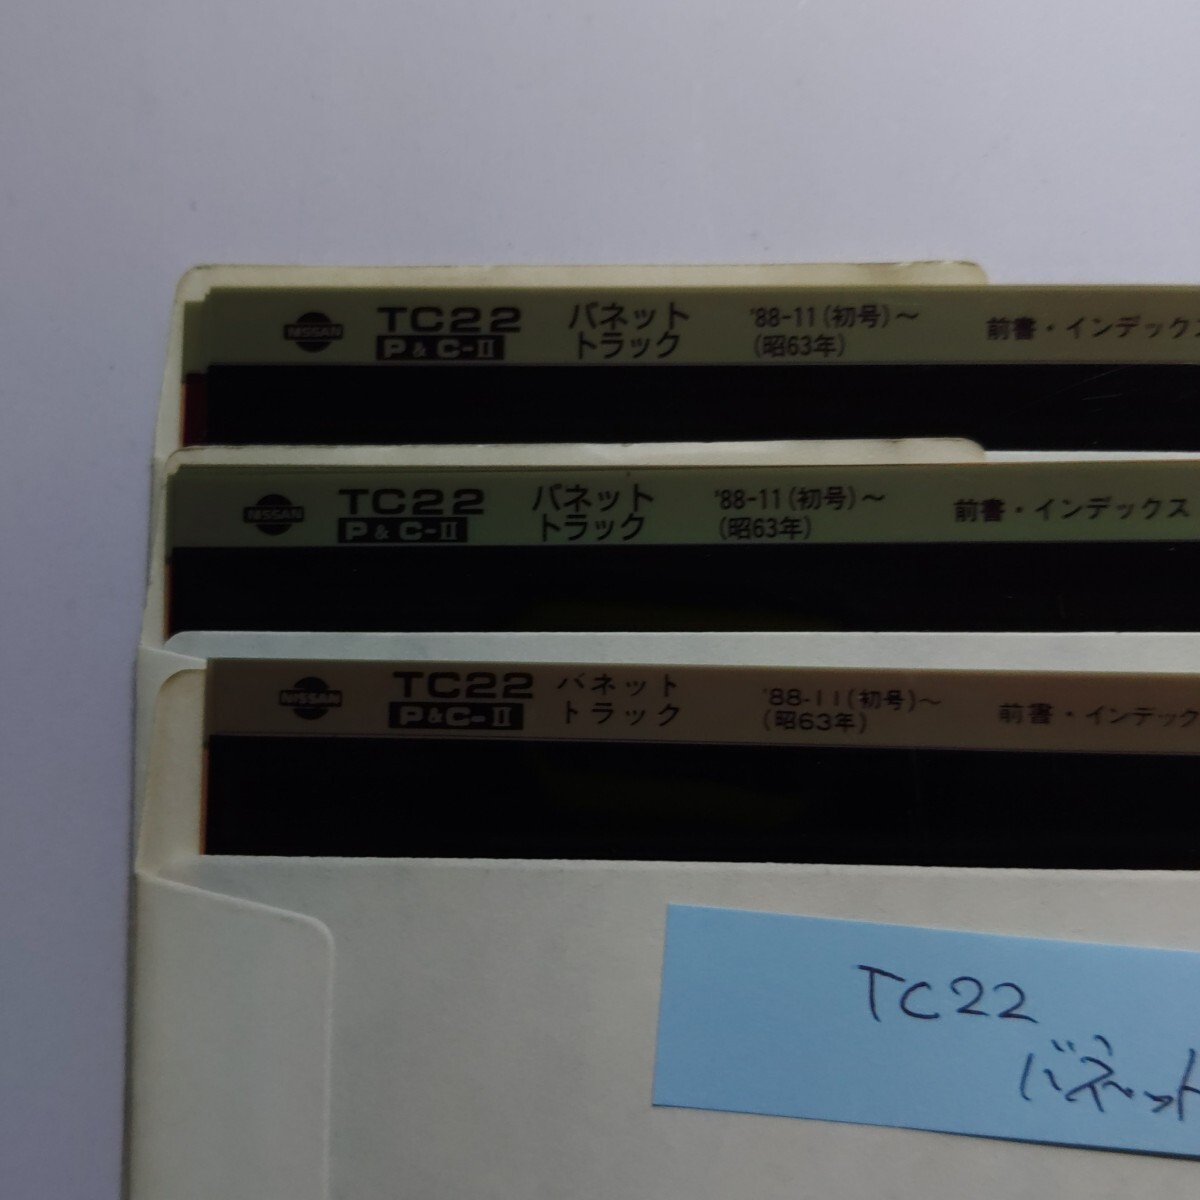 NISSAN TC22 バネット '88-11(初号)～ 前書・インデックス
P & C-II トラック (昭63年)
NISSAN TC22 バネット '88-11(初号)～ 前書・インデックス
P & C-II トラック (昭63年)
NISSAN TC22 バネット '88-11(初号)～ 前書・インデック
P & C-II トラック (昭63年)
TC22
バネット